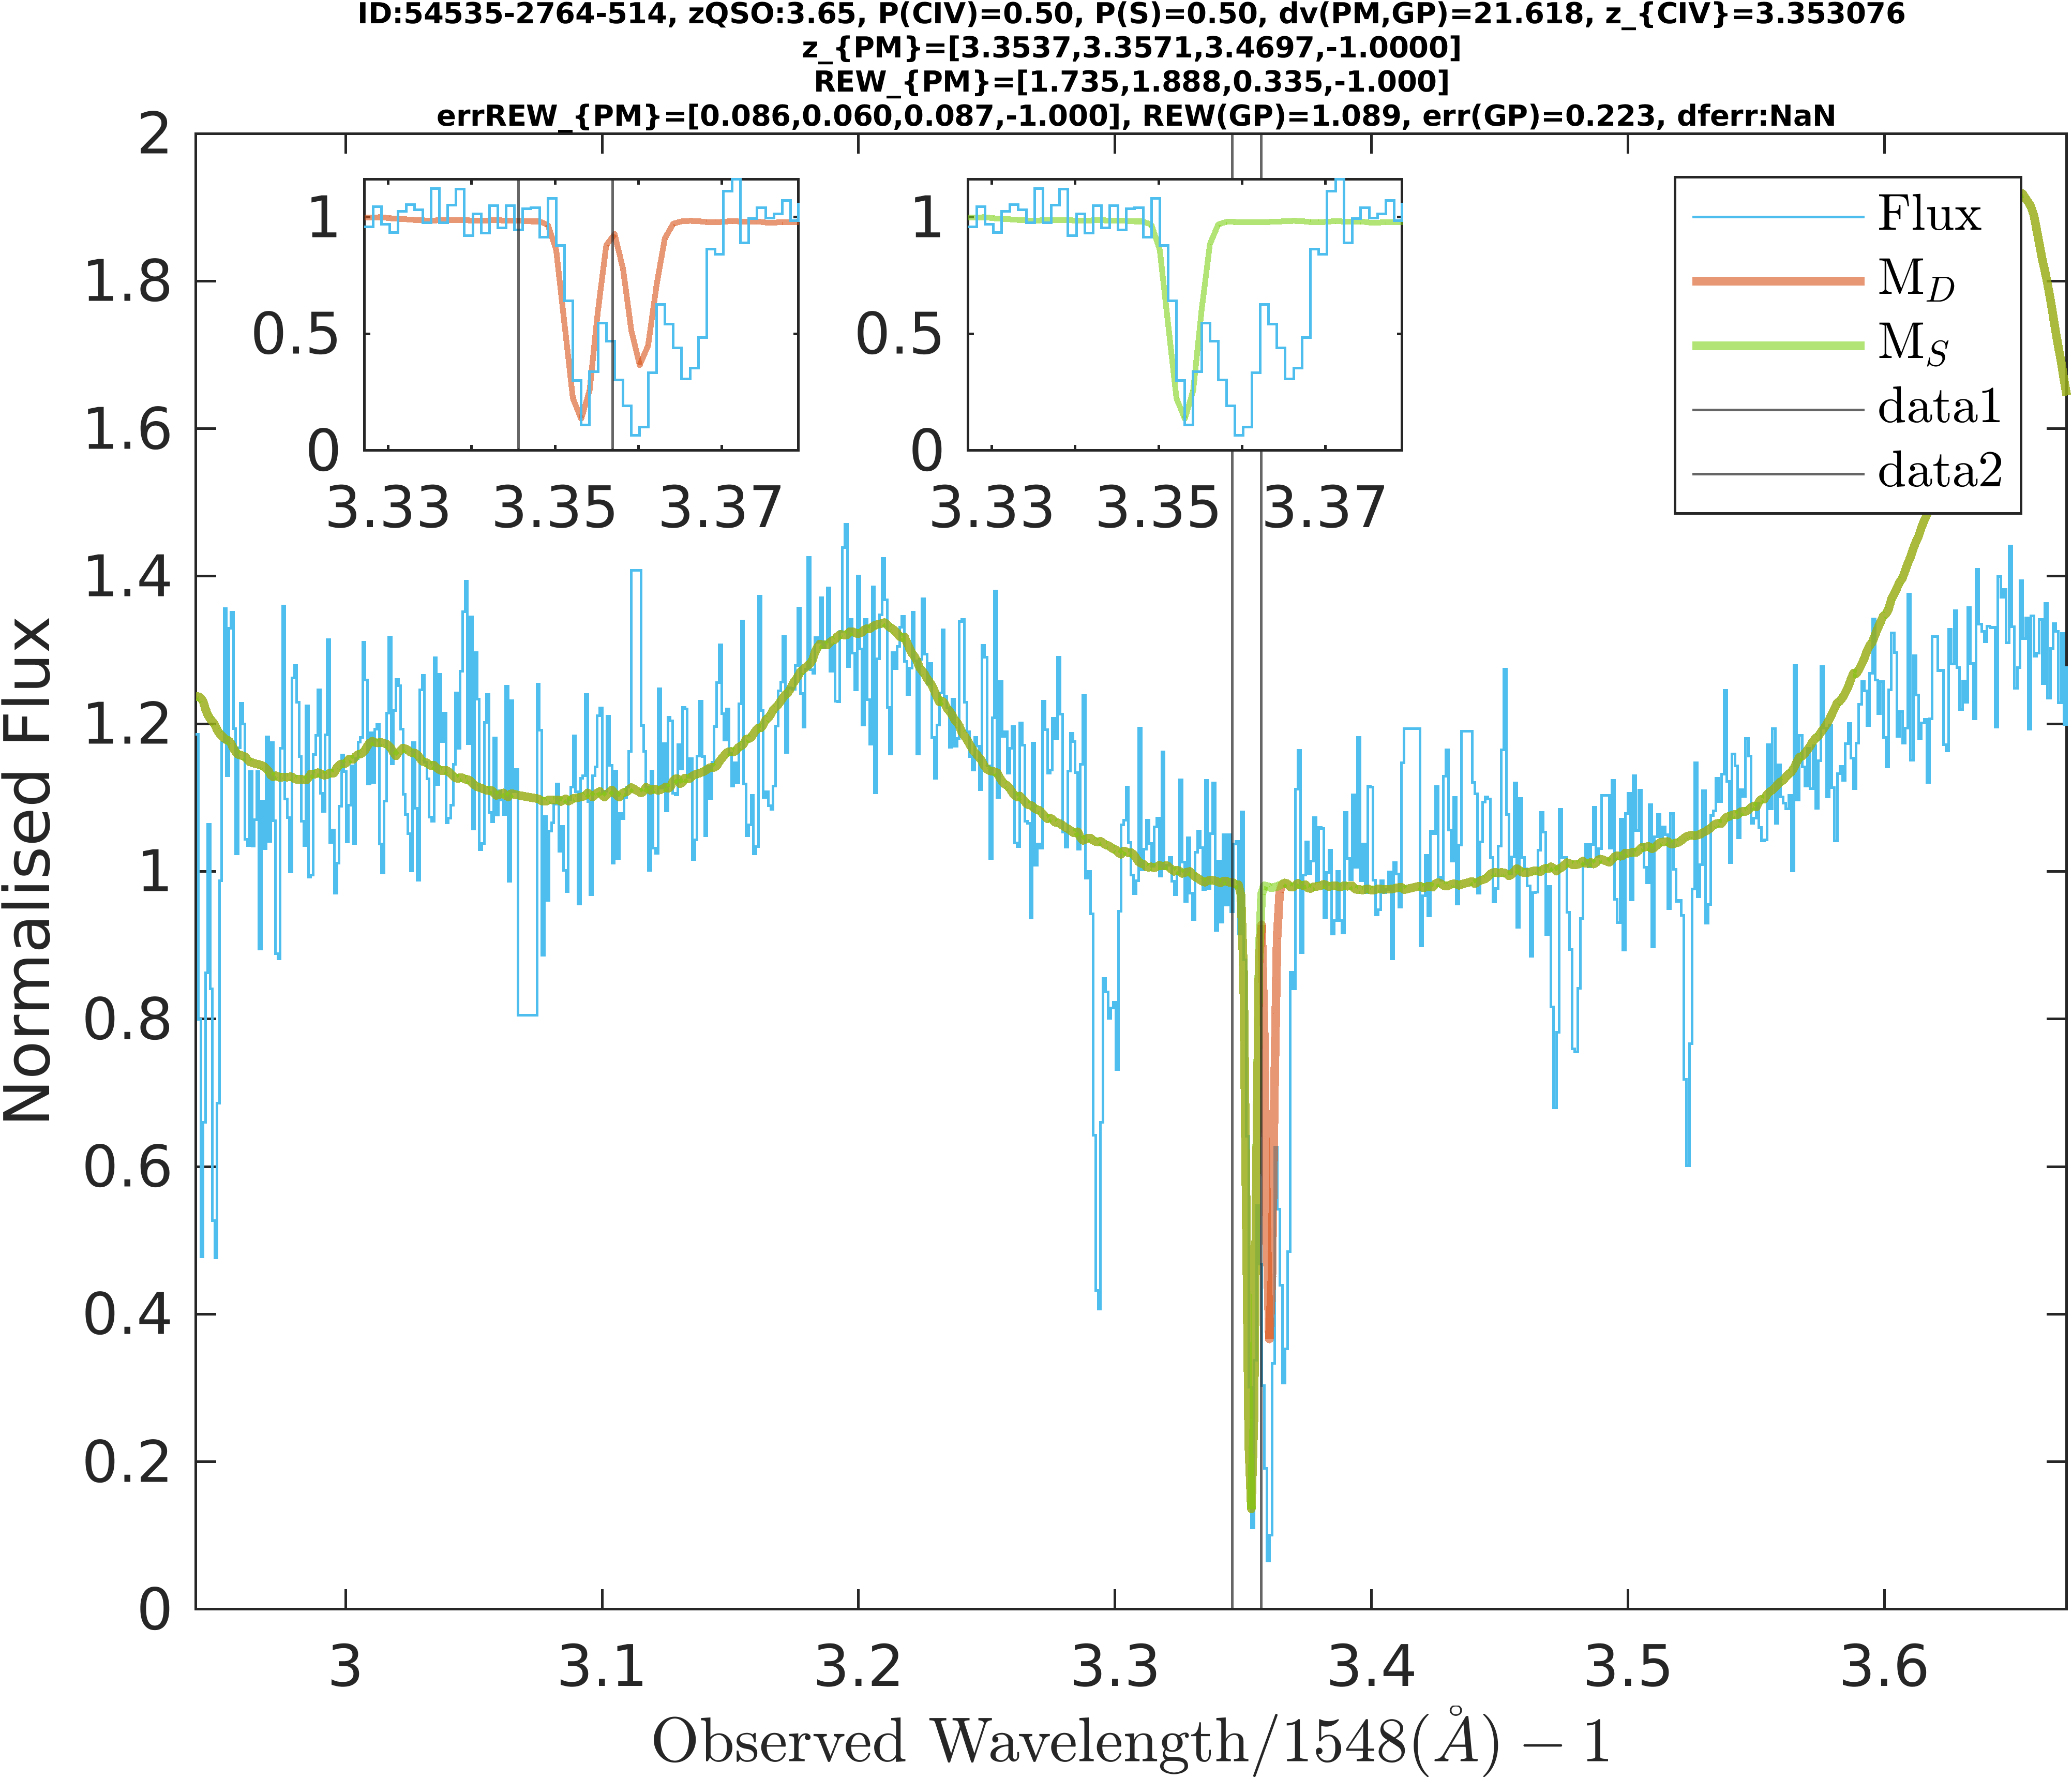 ID:54535-2764-514, zQSO:3.65, P(CIV)=0.50, P(S)=0.50, dv(PM,GP)=21.618, z_{CIV}=3.353076
z_{PM}=[3.3537,3.3571,3.4697,-1.0000]
REW_{PM}=[1.735,1.888,0.335,-1.000]
errREW_{PM}=[0.086,0.060,0.087,-1.000], REW(GP)=1.089, err(GP)=0.223, dferr:NaN
2
1.8
1.6
1.4
1.2
1
0.8
0.6
0.4
0.2
0
Normalised Flux
1
0.5
0
3.33 3.35 3.37
1
0.5
0
3.33 3.35 3.37
Flux
M_D
M_S
data1
data2
3 3.1 3.2 3.3 3.4 3.5 3.6
Observed Wavelength/1548(Å) − 1